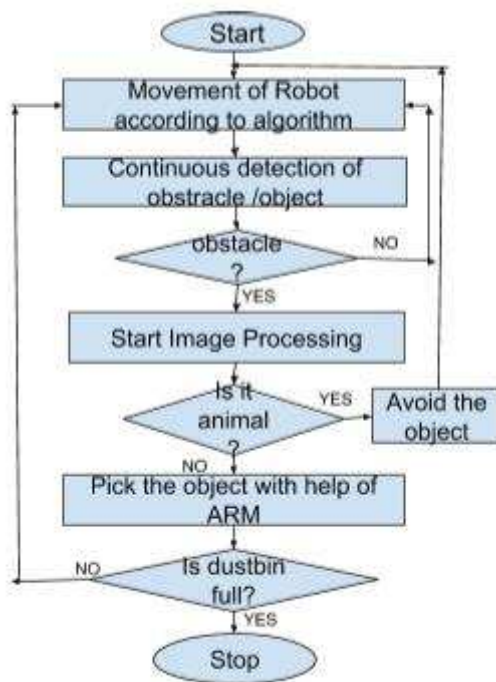 Start
Movement of Robot
according to algorithm
Continuous detection of
obstracle /object
obstacle
?
NO
YES
Start Image Processing
Is it
animal
?
YES
Avoid the
object
NO
Pick the object with help of
ARM
Is dustbin
full?
NO
YES
Stop